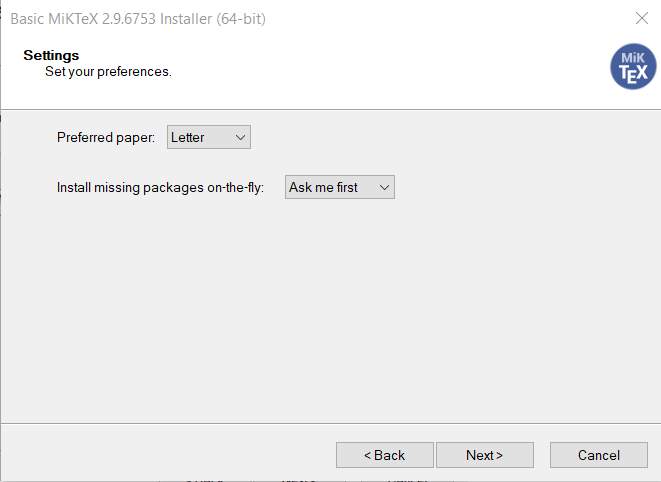 Basic MiKTeX 2.9.6753 Installer (64-bit)
Settings
Set your preferences.
MiK
TEX
Preferred paper: Letter
Install missing packages on-the-fly: Ask me first
< Back Next > Cancel